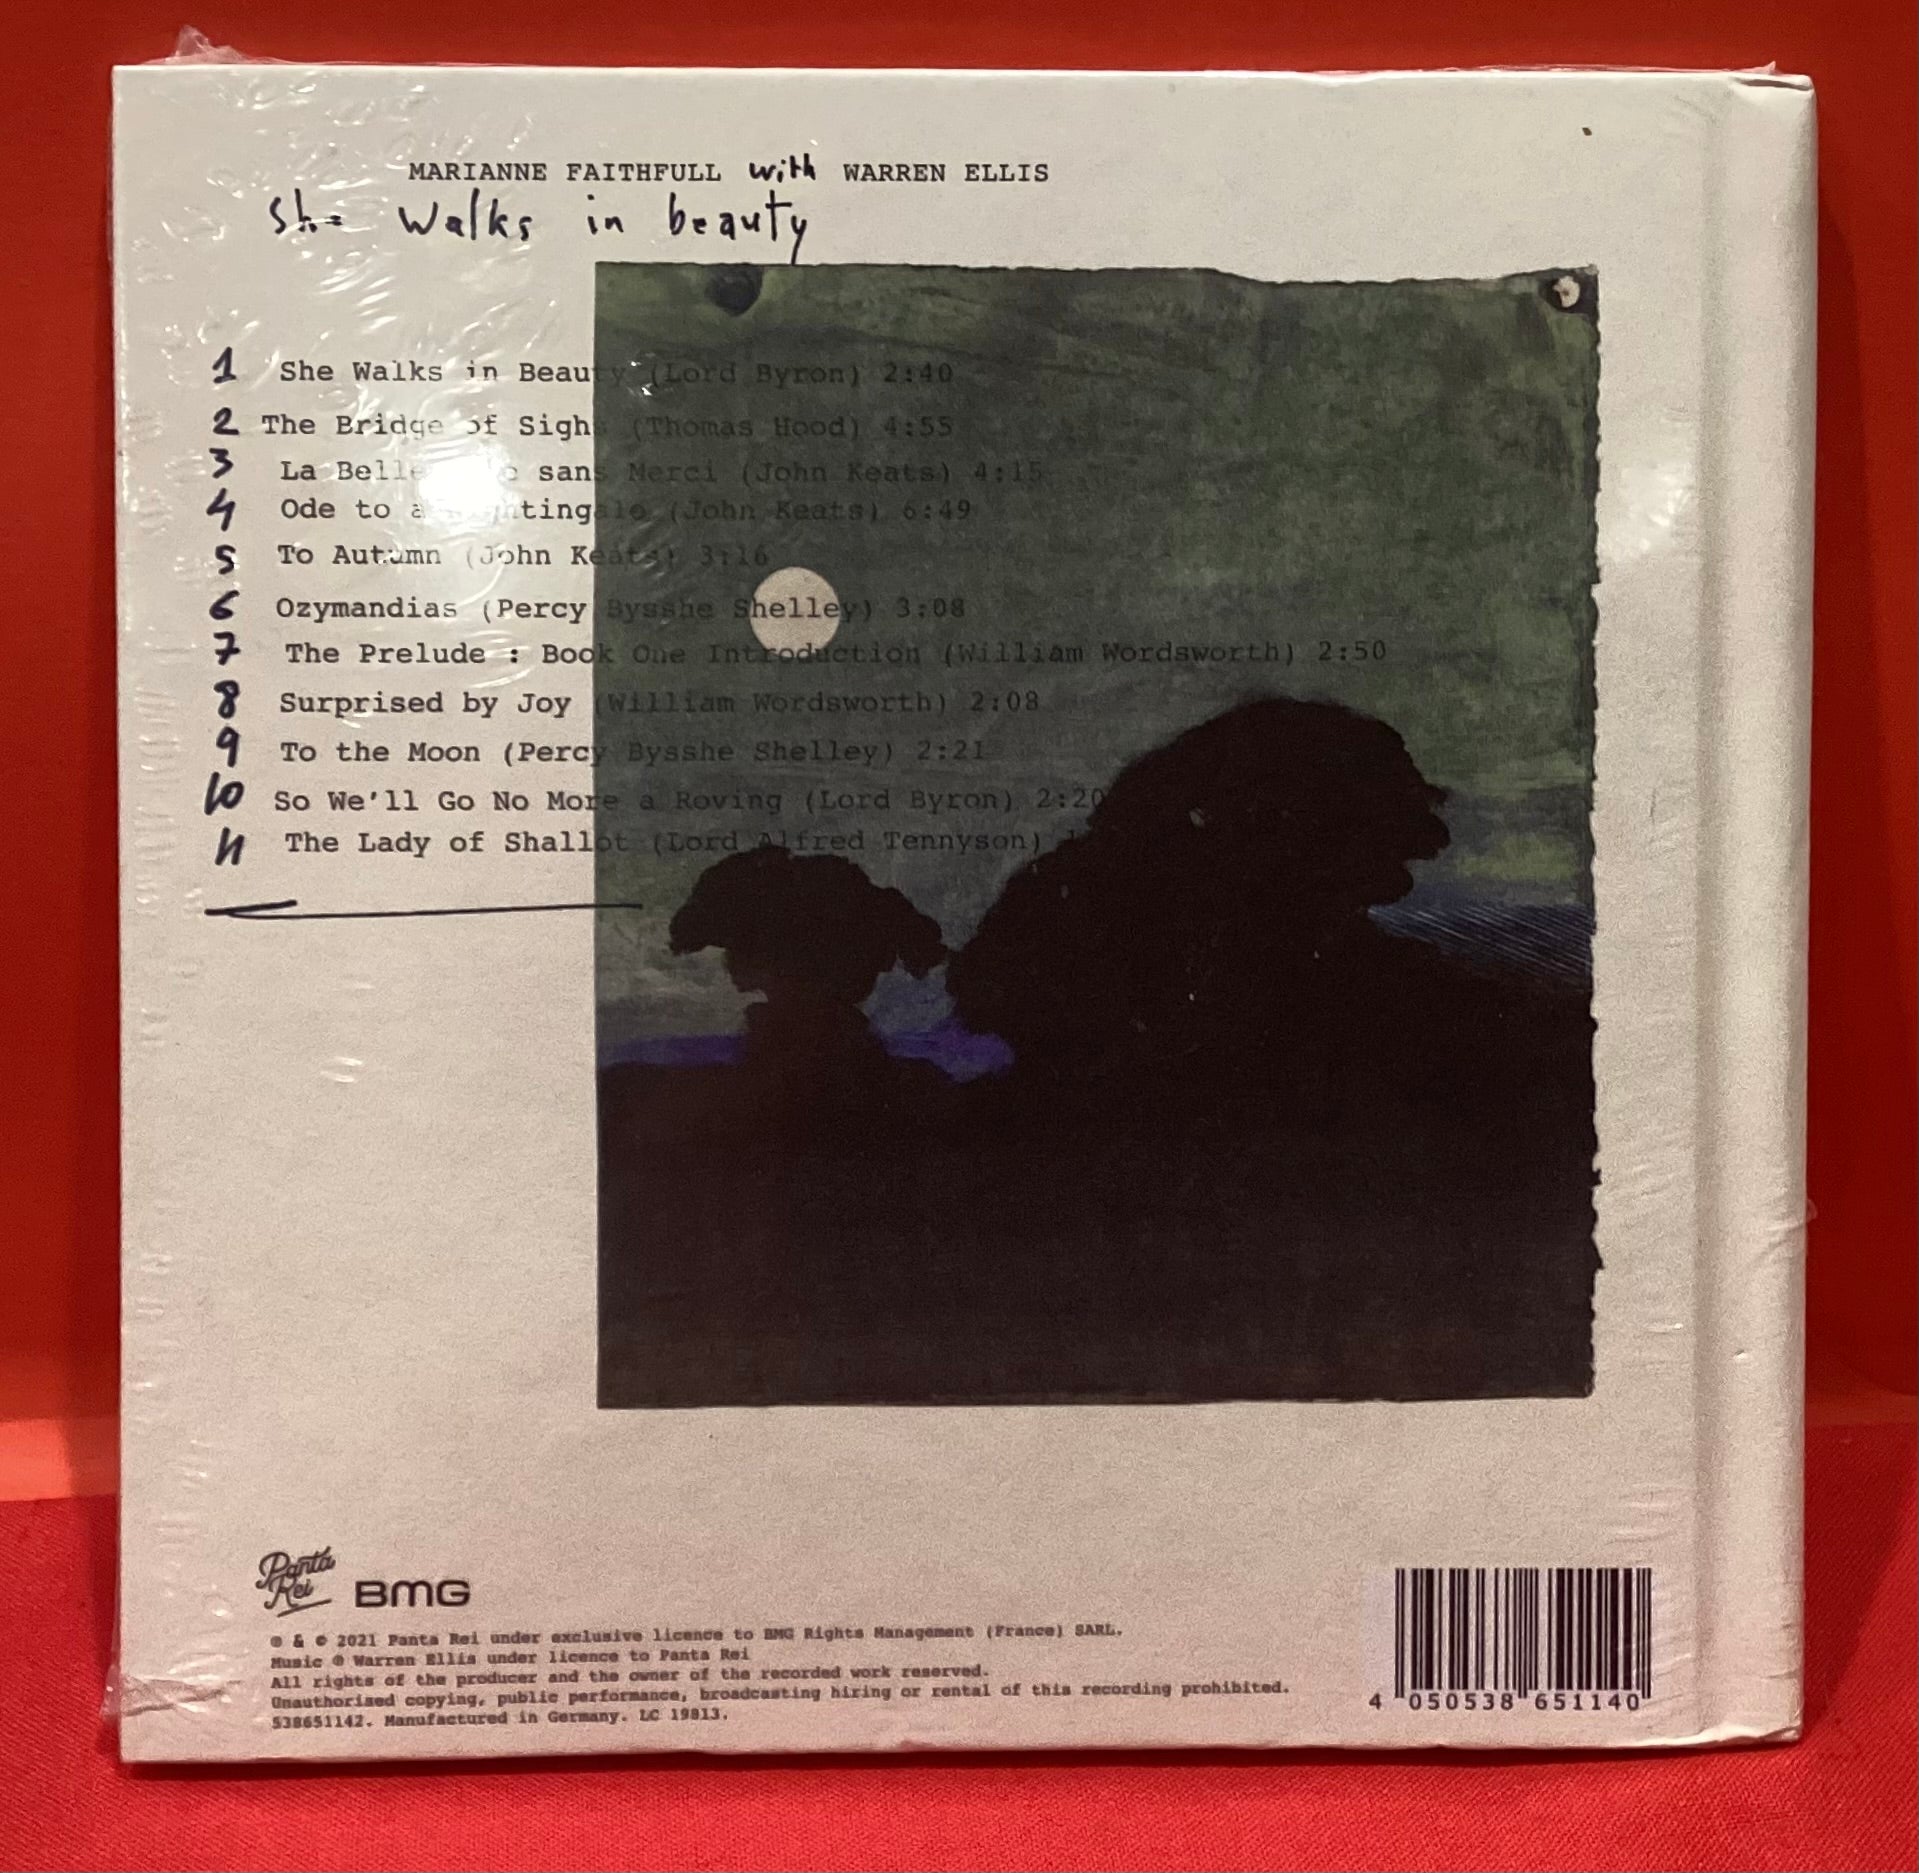 MARIANNE FAITHFULL with WARREN ELLIS
She walks in beauty
1 She Walks in Beauty (Lord Byron) 2:40
2 The Bridge of Sighs (Thomas Hood) 4:55
3 La Belle sans Merci (John Keats) 4:15
4 Ode to a Nightingale (John Keats) 6:49
5 To Autumn (John Keats) 3:16
6 Ozymandias (Percy Bysshe Shelley) 3:08
7 The Prelude : Book One Introduction (William Wordsworth) 2:50
8 Surprised by Joy (William Wordsworth) 2:08
9 To the Moon (Percy Bysshe Shelley) 2:21
10 So We'll Go No More a Roving (Lord Byron) 2:20
11 The Lady of Shallot (Lord Alfred Tennyson)
Panta Rei BMG
℗ & © 2021 Panta Rei under exclusive licence to BMG Rights Management (France) SARL.
Music ℗ Warren Ellis under licence to Panta Rei
All rights of the producer and the owner of the recorded work reserved.
Unauthorised copying, public performance, broadcasting hiring or rental of this recording prohibited.
538651142. Manufactured in Germany. LC 19813.
4 050538 651140